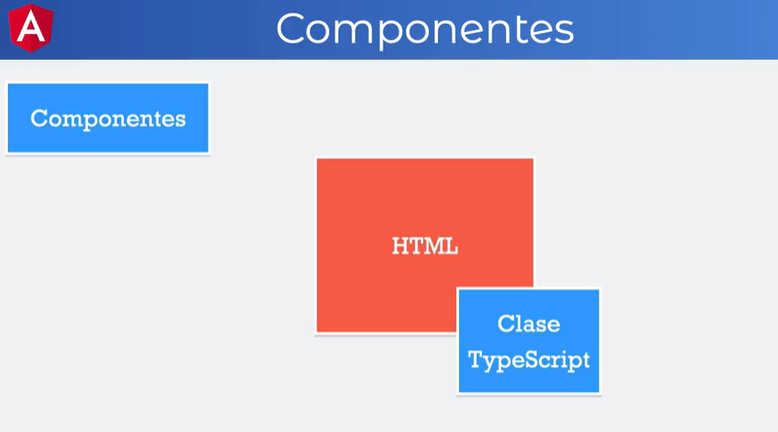 Componentes
Componentes
HTML
Clase
TypeScript